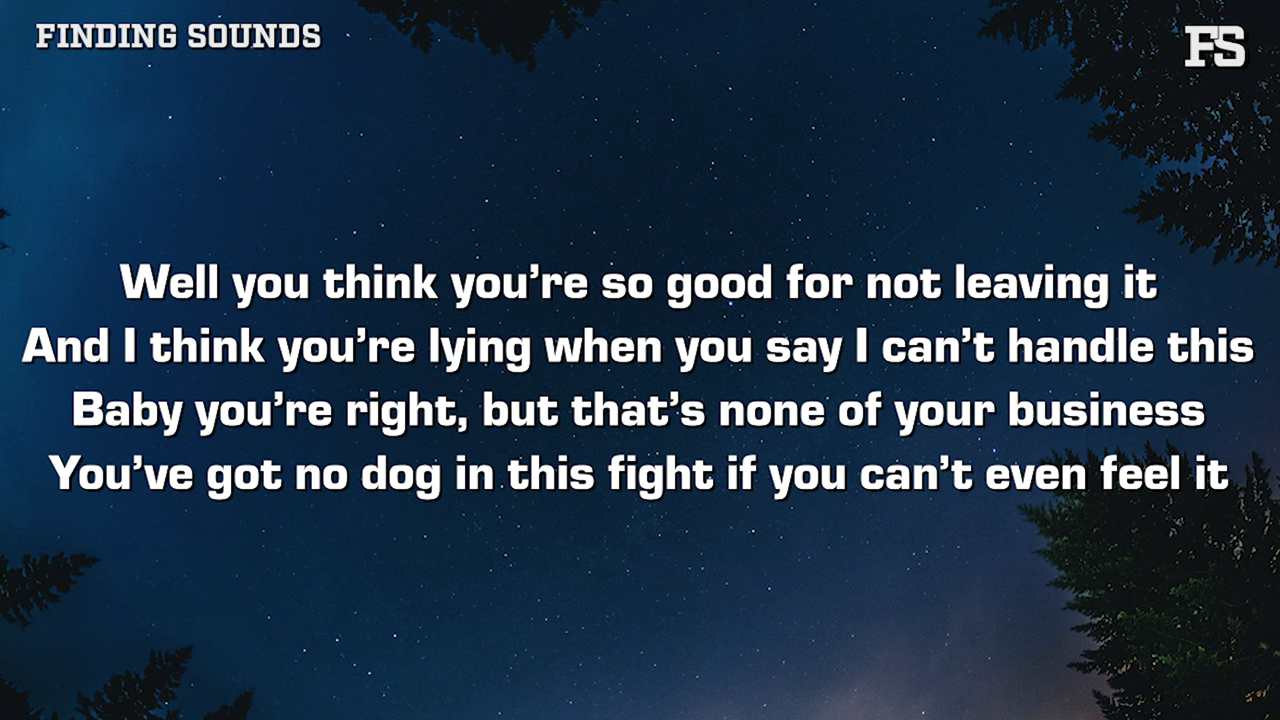 FINDING SOUNDS
FS
Well you think you’re so good for not leaving it
And I think you’re lying when you say I can’t handle this
Baby you’re right, but that’s none of your business
You’ve got no dog in this fight if you can’t even feel it